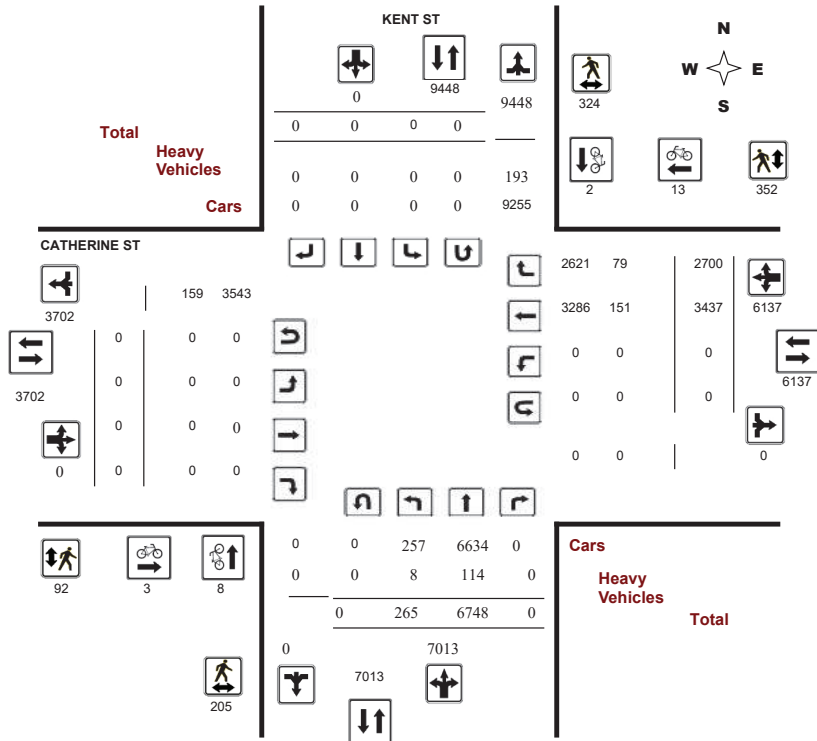 KENT ST
N
W E
S
0 9448 9448
324
Total
0 0 0 0
Heavy
Vehicles
0 0 0 0 193
2 13 352
Cars
0 0 0 0 9255
CATHERINE ST
2621 79 2700
159 3543
3702
3286 151 3437 6137
0 0 0
0 0 0
3702
0 0 0
6137
0 0 0
0 0 0
0
0 0 0
0 0 0
0 0 257 6634 0
Cars
0 0 8 114 0
Heavy
Vehicles
92 3 8
0 265 6748 0
Total
0 7013
7013
205